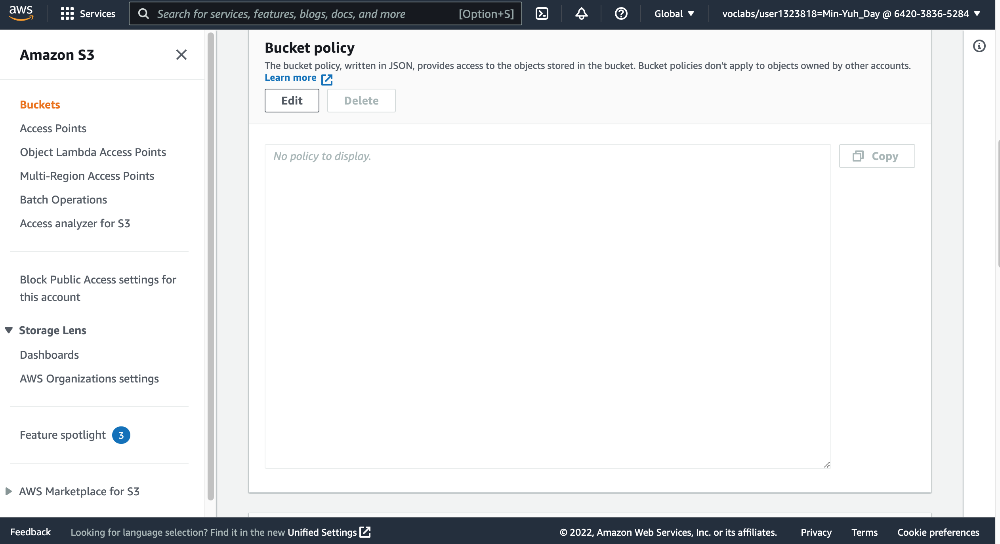 aws
Services
Search for services, features, blogs, docs, and more
[Option+S]
Global
voclabs/user1323818=Min-Yuh_Day @ 6420-3836-5284
Amazon S3
Buckets
Access Points
Object Lambda Access Points
Multi-Region Access Points
Batch Operations
Access analyzer for S3
Block Public Access settings for
this account
Storage Lens
Dashboards
AWS Organizations settings
Feature spotlight 3
AWS Marketplace for S3
Bucket policy
The bucket policy, written in JSON, provides access to the objects stored in the bucket. Bucket policies don't apply to objects owned by other accounts.
Learn more
Edit
Delete
No policy to display.
Copy
Feedback
Looking for language selection? Find it in the new Unified Settings
© 2022, Amazon Web Services, Inc. or its affiliates.
Privacy
Terms
Cookie preferences